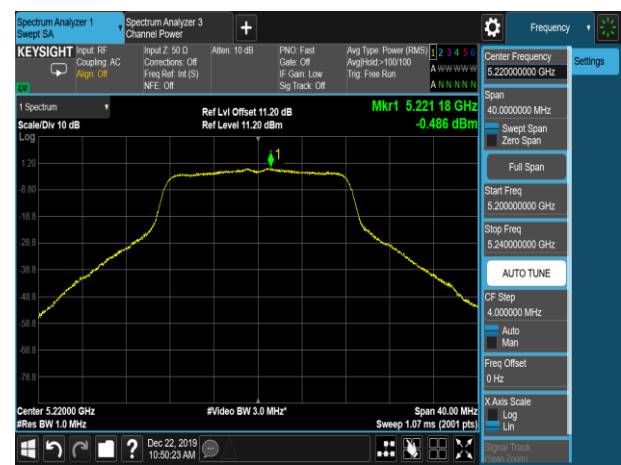 Spectrum Analyzer 1
Swept SA
Spectrum Analyzer 3
Channel Power
+
Frequency
KEYSIGHT
Input: RF
Coupling: AC
Align: Off
Input Z: 50 Ω
Corrections: Off
Freq Ref: Int (S)
NFE: Off
Atten: 10 dB
PNO: Fast
Gate: Off
IF Gain: Low
Sig Track: Off
Avg Type: Power (RMS)
Avg|Hold:>100/100
Trig: Free Run
1 2 3 4 5 6
A W W W W W
A N N N N N
1 Spectrum
Scale/Div 10 dB
Log
Ref Lvl Offset 11.20 dB
Ref Level 11.20 dBm
Mkr1 5.221 18 GHz
-0.486 dBm
1
1.20
-8.80
-18.8
-28.8
-38.8
-48.8
-58.8
-68.8
-78.8
Center 5.22000 GHz
#Res BW 1.0 MHz
#Video BW 3.0 MHz*
Span 40.00 MHz
Sweep 1.07 ms (2001 pts)
Center Frequency
5.220000000 GHz
Settings
Span
40.0000000 MHz
Swept Span
Zero Span
Full Span
Start Freq
5.200000000 GHz
Stop Freq
5.240000000 GHz
AUTO TUNE
CF Step
4.000000 MHz
Auto
Man
Freq Offset
0 Hz
X Axis Scale
Log
Lin
Signal Track
(Span Zoom)
?
Dec 22, 2019
10:50:23 AM